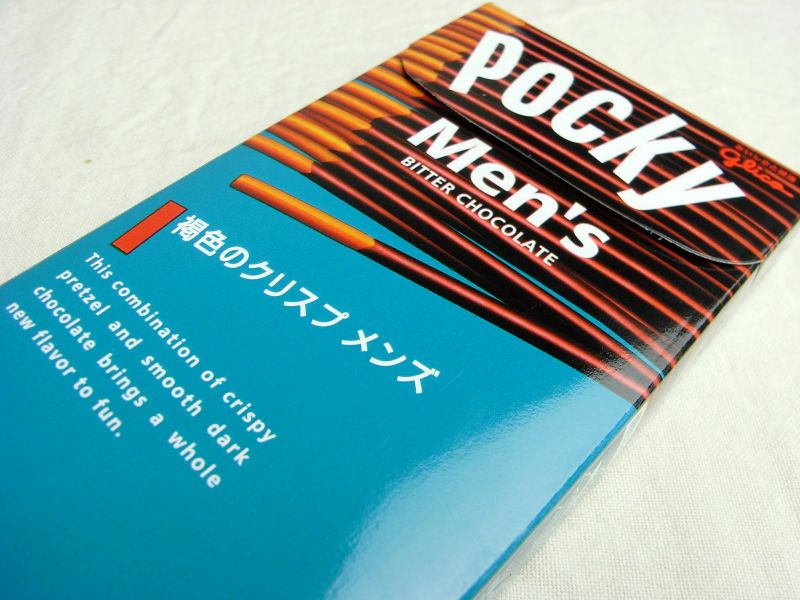 Pocky
Men's
BITTER CHOCOLATE
glico
褐色のクリスプ メンズ
This combination of crispy
pretzel and smooth dark
chocolate brings a whole
new flavor to fun.